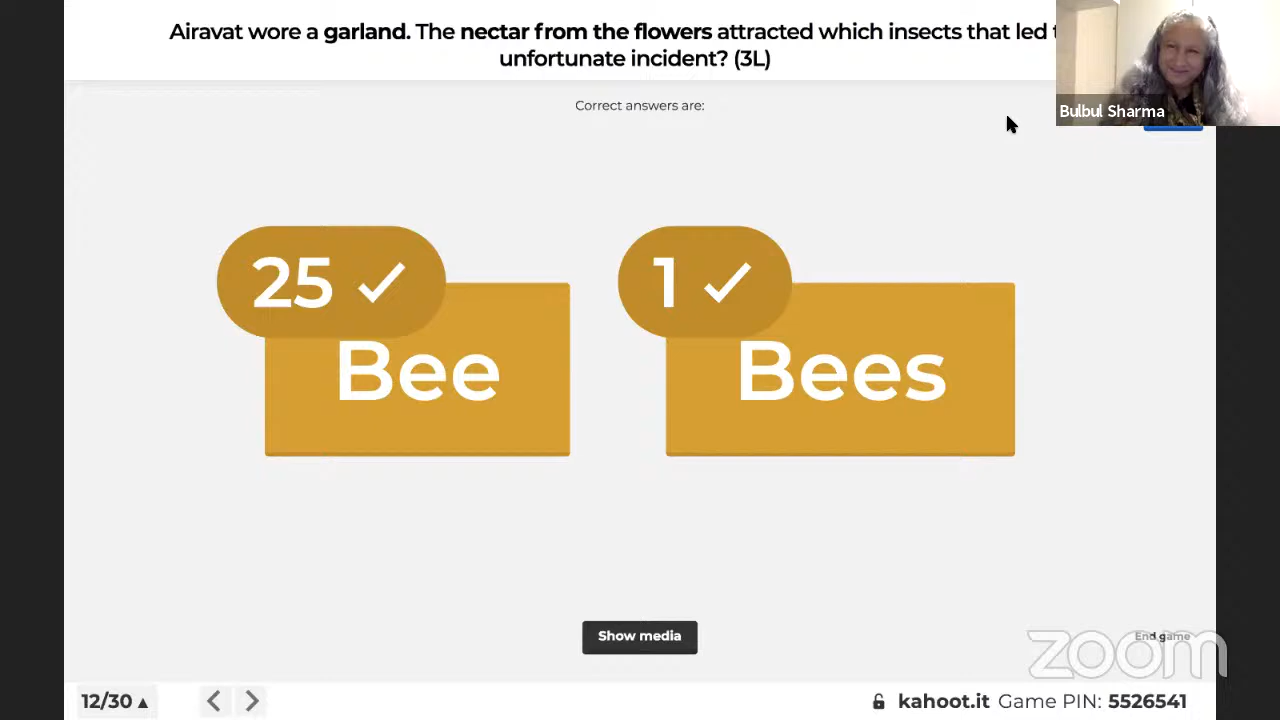 Airavat wore a garland. The nectar from the flowers attracted which insects that led
unfortunate incident? (3L)
Correct answers are:
Bulbul Sharma
25
1
Bee
Bees
Show media
End game
zoom
12/30
kahoot.it Game PIN: 5526541